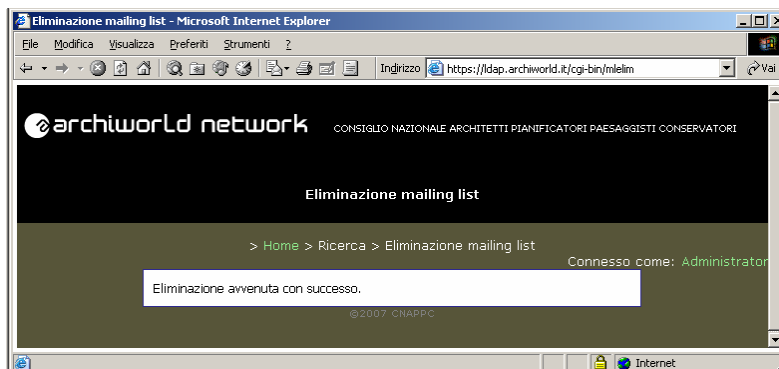 Eliminazione mailing list - Microsoft Internet Explorer
File Modifica Visualizza Preferiti Strumenti ?
Indirizzo https://ldap.archiworld.it/cgi-bin/mlelim Vai
archiworld network CONSIGLIO NAZIONALE ARCHITETTI PIANIFICATORI PAESAGGISTI CONSERVATORI
Eliminazione mailing list
> Home > Ricerca > Eliminazione mailing list
Connesso come: Administrator
Eliminazione avvenuta con successo.
©2007 CNAPPC
Internet